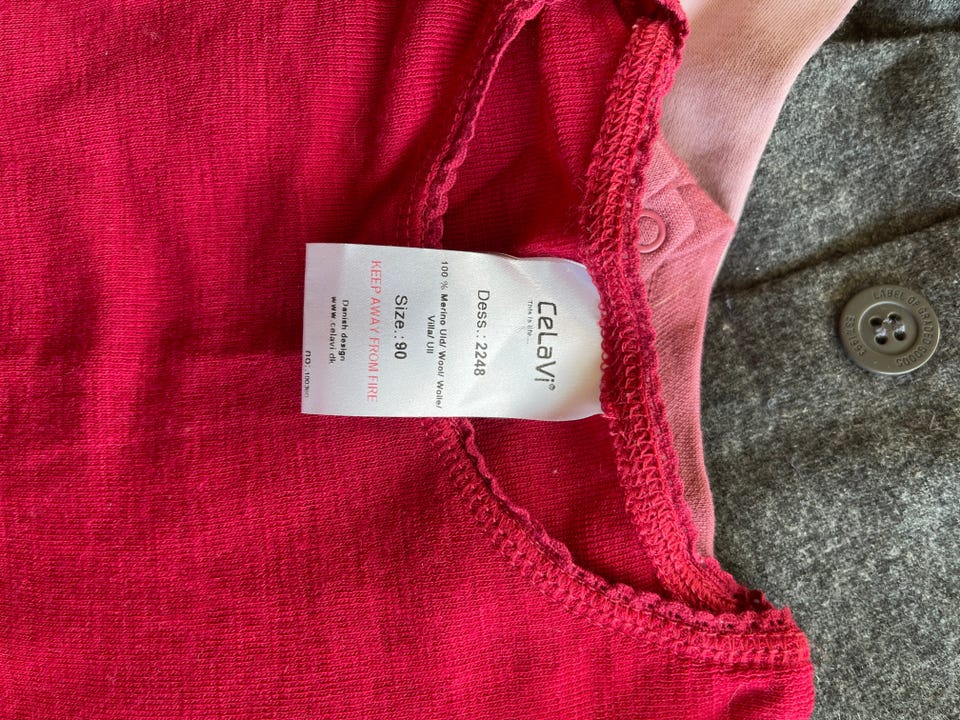 CeLaVi®
This is life...
Dess.: 2248
100 % Merino Uld/ Wool/ Wolle/
Villa/ Ull
Size.: 90
KEEP AWAY FROM FIRE
Danish design
www.celavi.dk
LABEL